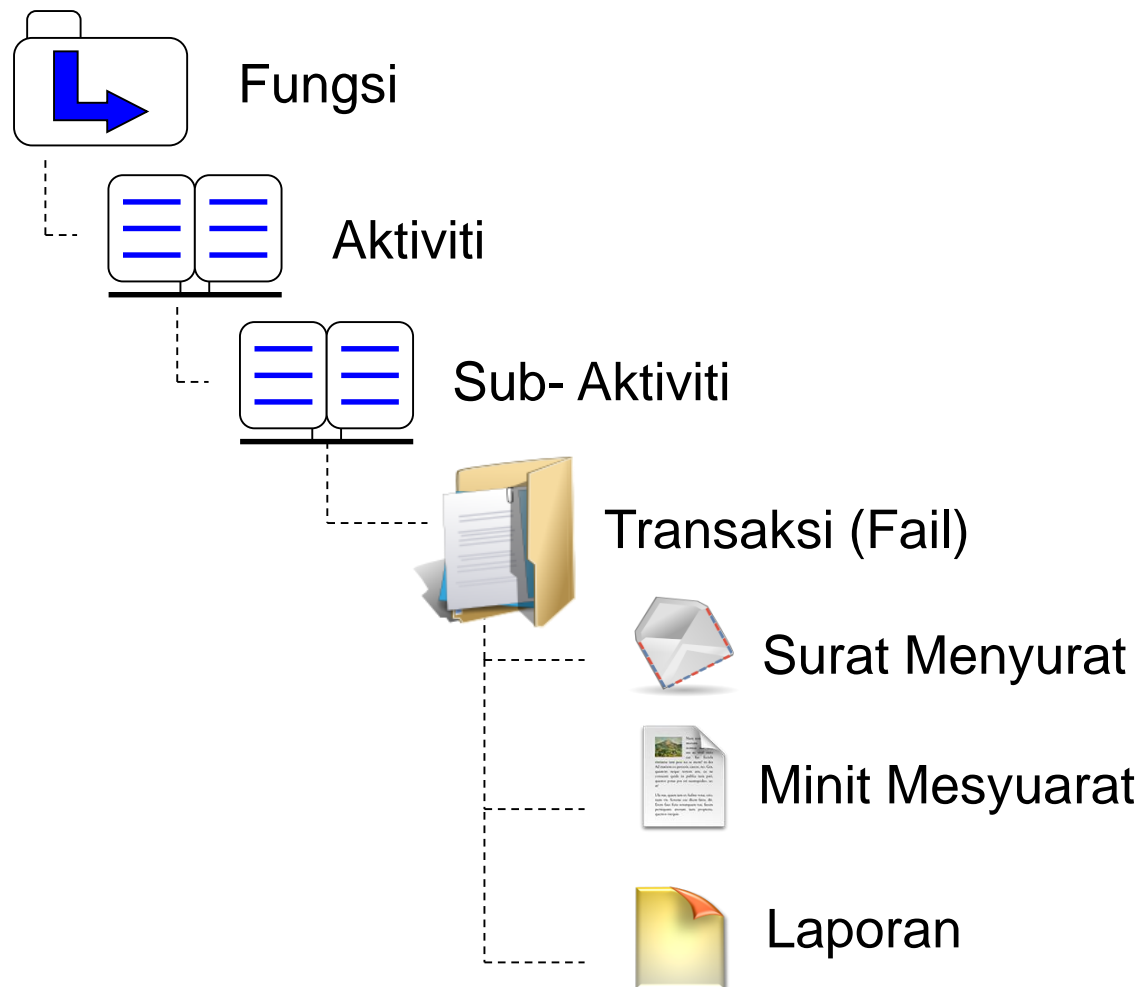 Fungsi
Aktiviti
Sub- Aktiviti
Transaksi (Fail)
Surat Menyurat
Minit Mesyuarat
Laporan